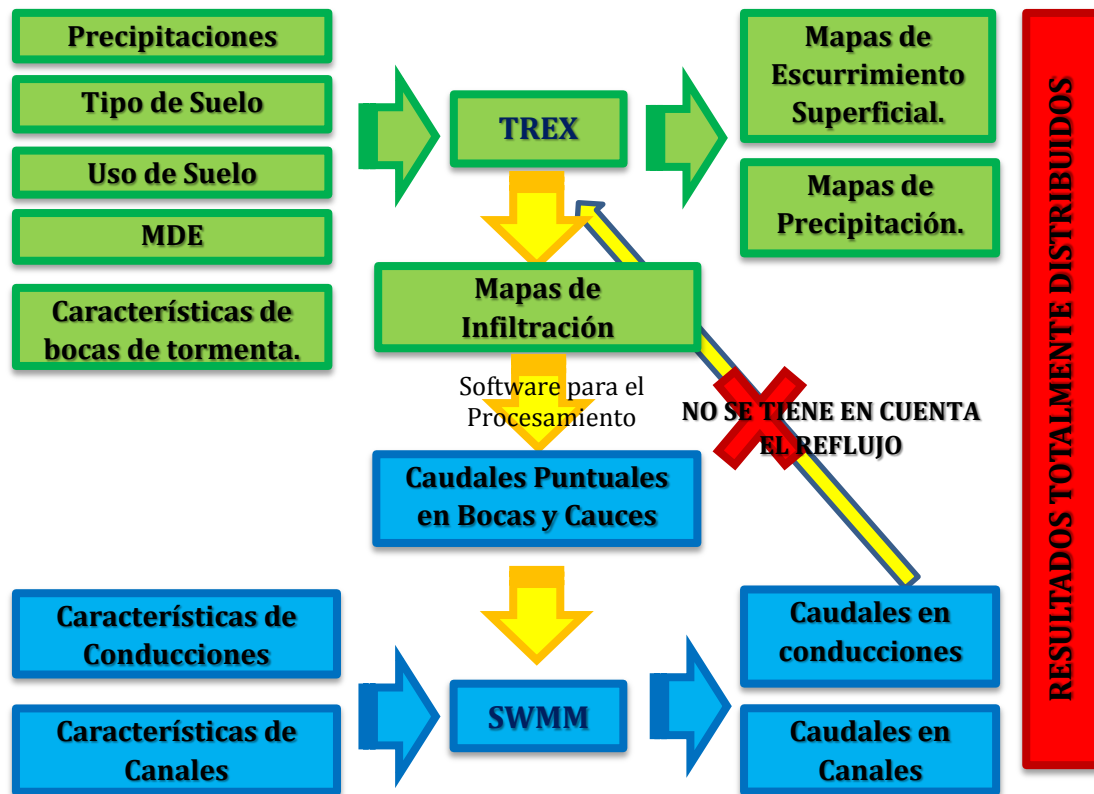 Precipitaciones
Tipo de Suelo
Uso de Suelo
MDE
Características de
bocas de tormenta.
TREX
Mapas de
Escurrimiento
Superficial.
Mapas de
Precipitación.
Mapas de
Infiltración
Software para el
Procesamiento
NO SE TIENE EN CUENTA
EL REFLUJO
Caudales Puntuales
en Bocas y Cauces
Características de
Conducciones
Características de
Canales
SWMM
Caudales en
conducciones
Caudales en
Canales
RESULTADOS TOTALMENTE DISTRIBUIDOS